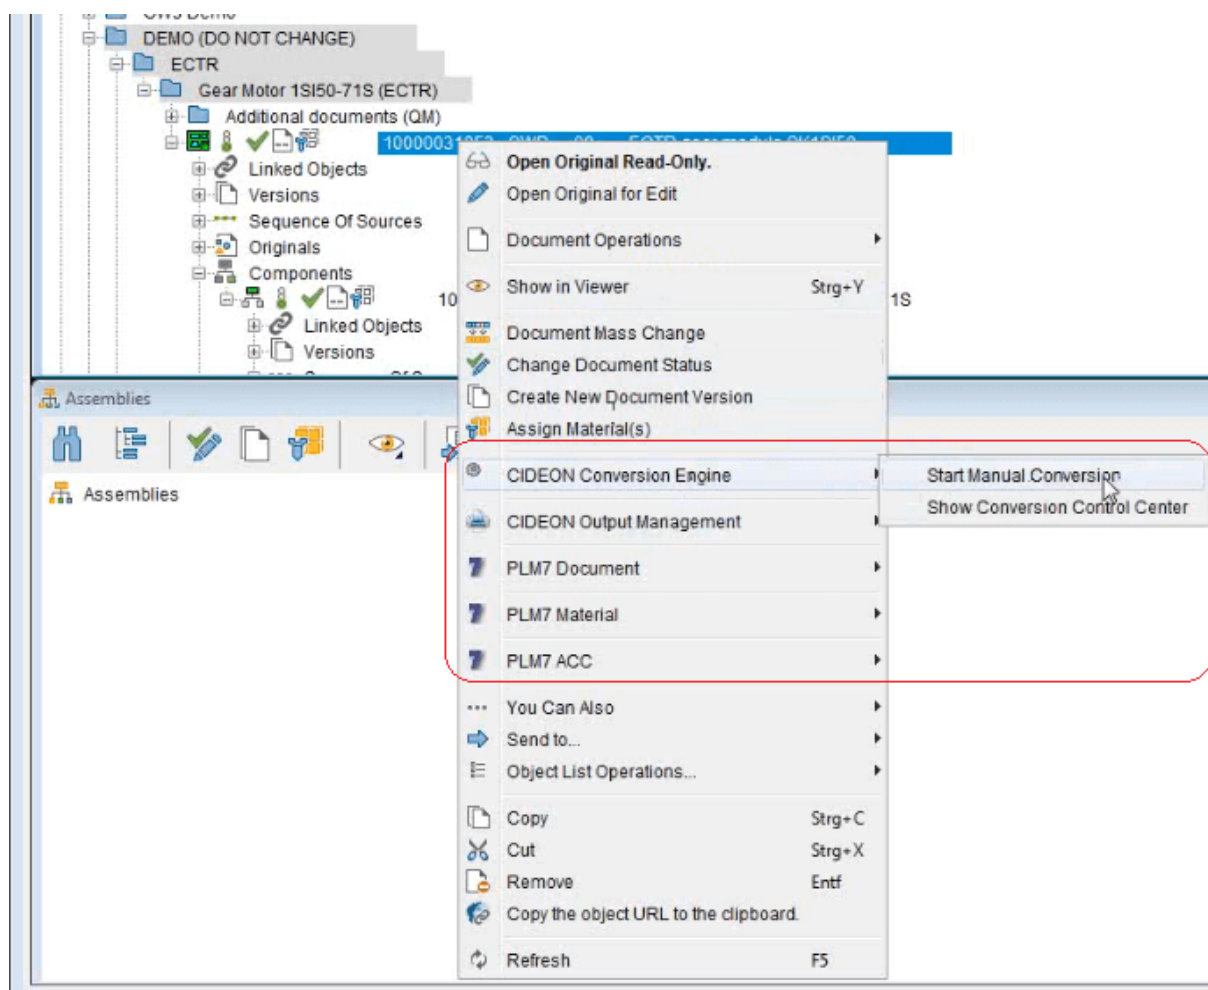 DEMO (DO NOT CHANGE)
ECTR
Gear Motor 1SI50-71S (ECTR)
Additional documents (QM)
Linked Objects
Versions
Sequence Of Sources
Originals
Components
10
1S
Linked Objects
Versions
Assemblies
Assemblies
Open Original Read-Only.
Open Original for Edit
Document Operations
Show in Viewer Strg+Y
Document Mass Change
Change Document Status
Create New Document Version
Assign Material(s)
CIDEON Conversion Engine
Start Manual Conversion
Show Conversion Control Center
CIDEON Output Management
PLM7 Document
PLM7 Material
PLM7 ACC
You Can Also
Send to...
Object List Operations...
Copy Strg+C
Cut Strg+X
Remove Entf
Copy the object URL to the clipboard.
Refresh F5